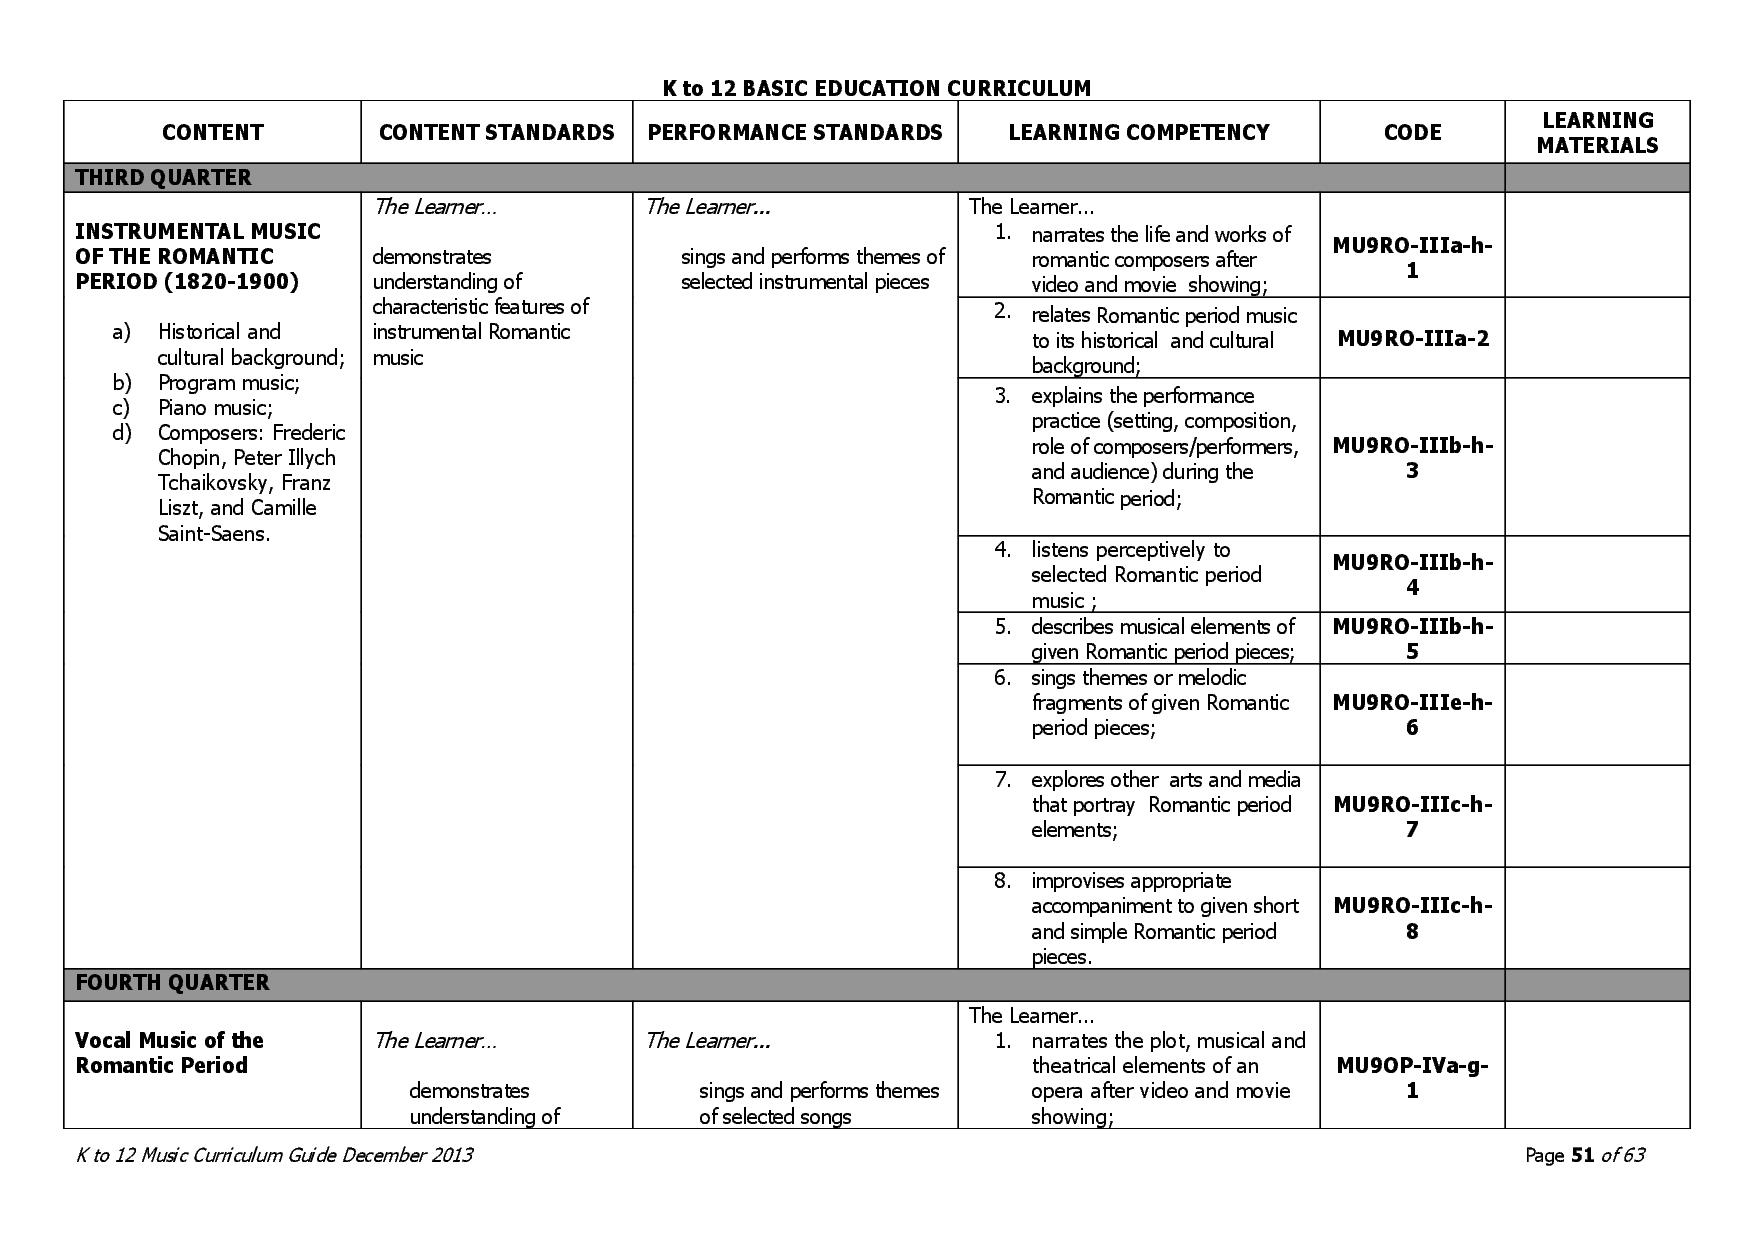 K to 12 BASIC EDUCATION CURRICULUM
CONTENT
CONTENT STANDARDS
PERFORMANCE STANDARDS
LEARNING COMPETENCY
CODE
LEARNING
MATERIALS
THIRD QUARTER
INSTRUMENTAL MUSIC
OF THE ROMANTIC
PERIOD (1820-1900)
a) Historical and
cultural background;
b) Program music;
c) Piano music;
d) Composers: Frederic
Chopin, Peter Illych
Tchaikovsky, Franz
Liszt, and Camille
Saint-Saens.
The Learner…
demonstrates
understanding of
characteristic features of
instrumental Romantic
music
The Learner...
sings and performs themes of
selected instrumental pieces
The Learner…
1. narrates the life and works of
romantic composers after
video and movie showing;
MU9RO-IIIa-h-
1
2. relates Romantic period music
to its historical and cultural
background;
MU9RO-IIIa-2
3. explains the performance
practice (setting, composition,
role of composers/performers,
and audience) during the
Romantic period;
MU9RO-IIIb-h-
3
4. listens perceptively to
selected Romantic period
music ;
MU9RO-IIIb-h-
4
5. describes musical elements of
given Romantic period pieces;
MU9RO-IIIb-h-
5
6. sings themes or melodic
fragments of given Romantic
period pieces;
MU9RO-IIIe-h-
6
7. explores other arts and media
that portray Romantic period
elements;
MU9RO-IIIc-h-
7
8. improvises appropriate
accompaniment to given short
and simple Romantic period
pieces.
MU9RO-IIIc-h-
8
FOURTH QUARTER
Vocal Music of the
Romantic Period
The Learner…
demonstrates
understanding of
The Learner...
sings and performs themes
of selected songs
The Learner…
1. narrates the plot, musical and
theatrical elements of an
opera after video and movie
showing;
MU9OP-IVa-g-
1
K to 12 Music Curriculum Guide December 2013
Page 51 of 63